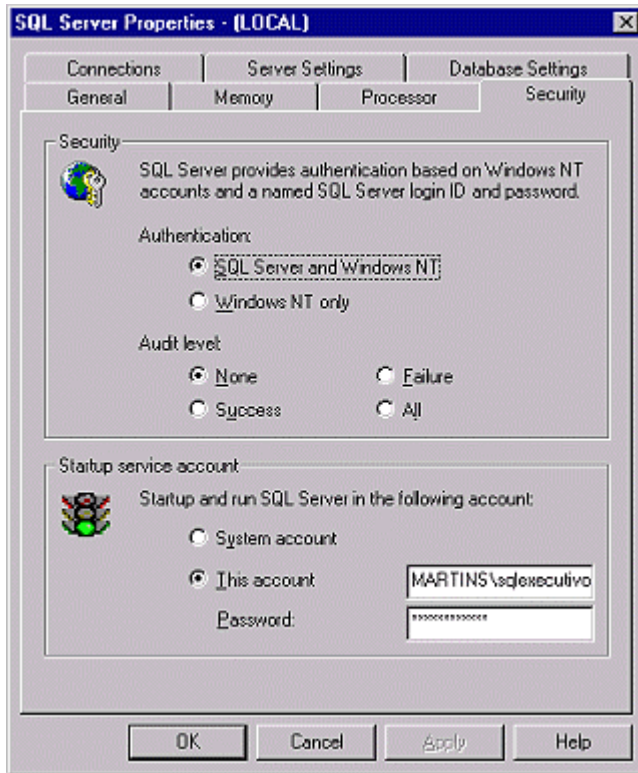 SQL Server Properties - (LOCAL)
Connections Server Settings Database Settings
General Memory Processor Security
Security
SQL Server provides authentication based on Windows NT
accounts and a named SQL Server login ID and password.
Authentication:
SQL Server and Windows NT
Windows NT only
Audit level:
None Failure
Success All
Startup service account
Startup and run SQL Server in the following account:
System account
This account MARTINS\sqlexecutivo
Password: *************
OK Cancel Apply Help